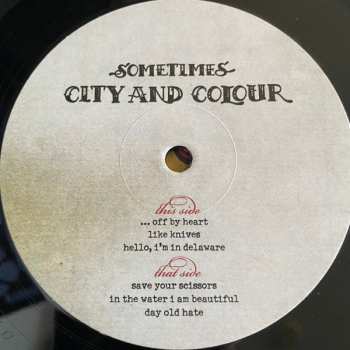 SOMETIMES
CITY AND COLOUR
this side
... off by heart
like knives
hello, i'm in delaware
that side
save your scissors
in the water i am beautiful
day old hate